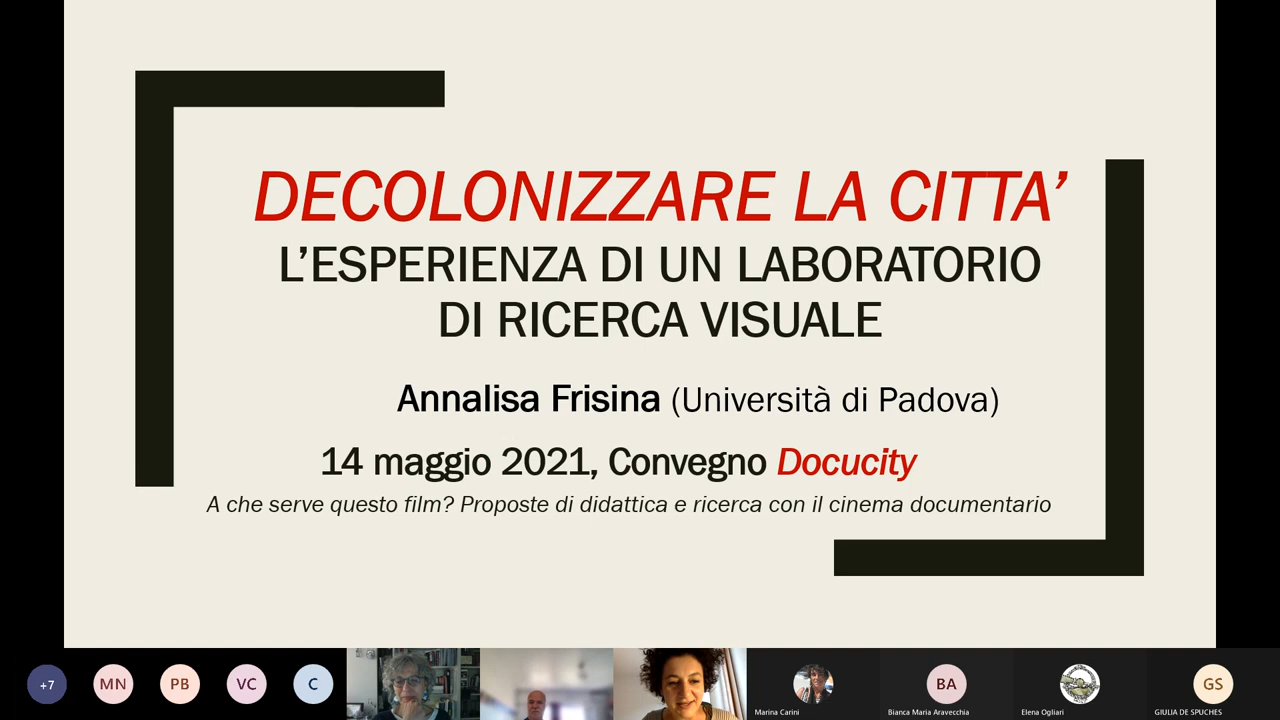 DECOLONIZZARE LA CITTA’
L’ESPERIENZA DI UN LABORATORIO
DI RICERCA VISUALE
Annalisa Frisina (Università di Padova)
14 maggio 2021, Convegno Docucity
A che serve questo film? Proposte di didattica e ricerca con il cinema documentario
+7
MN
PB
VC
C
BA
GS
Marina Carini
Bianca Maria Aravecchia
Elena Ogliari
GIULIA DE SPUCHES